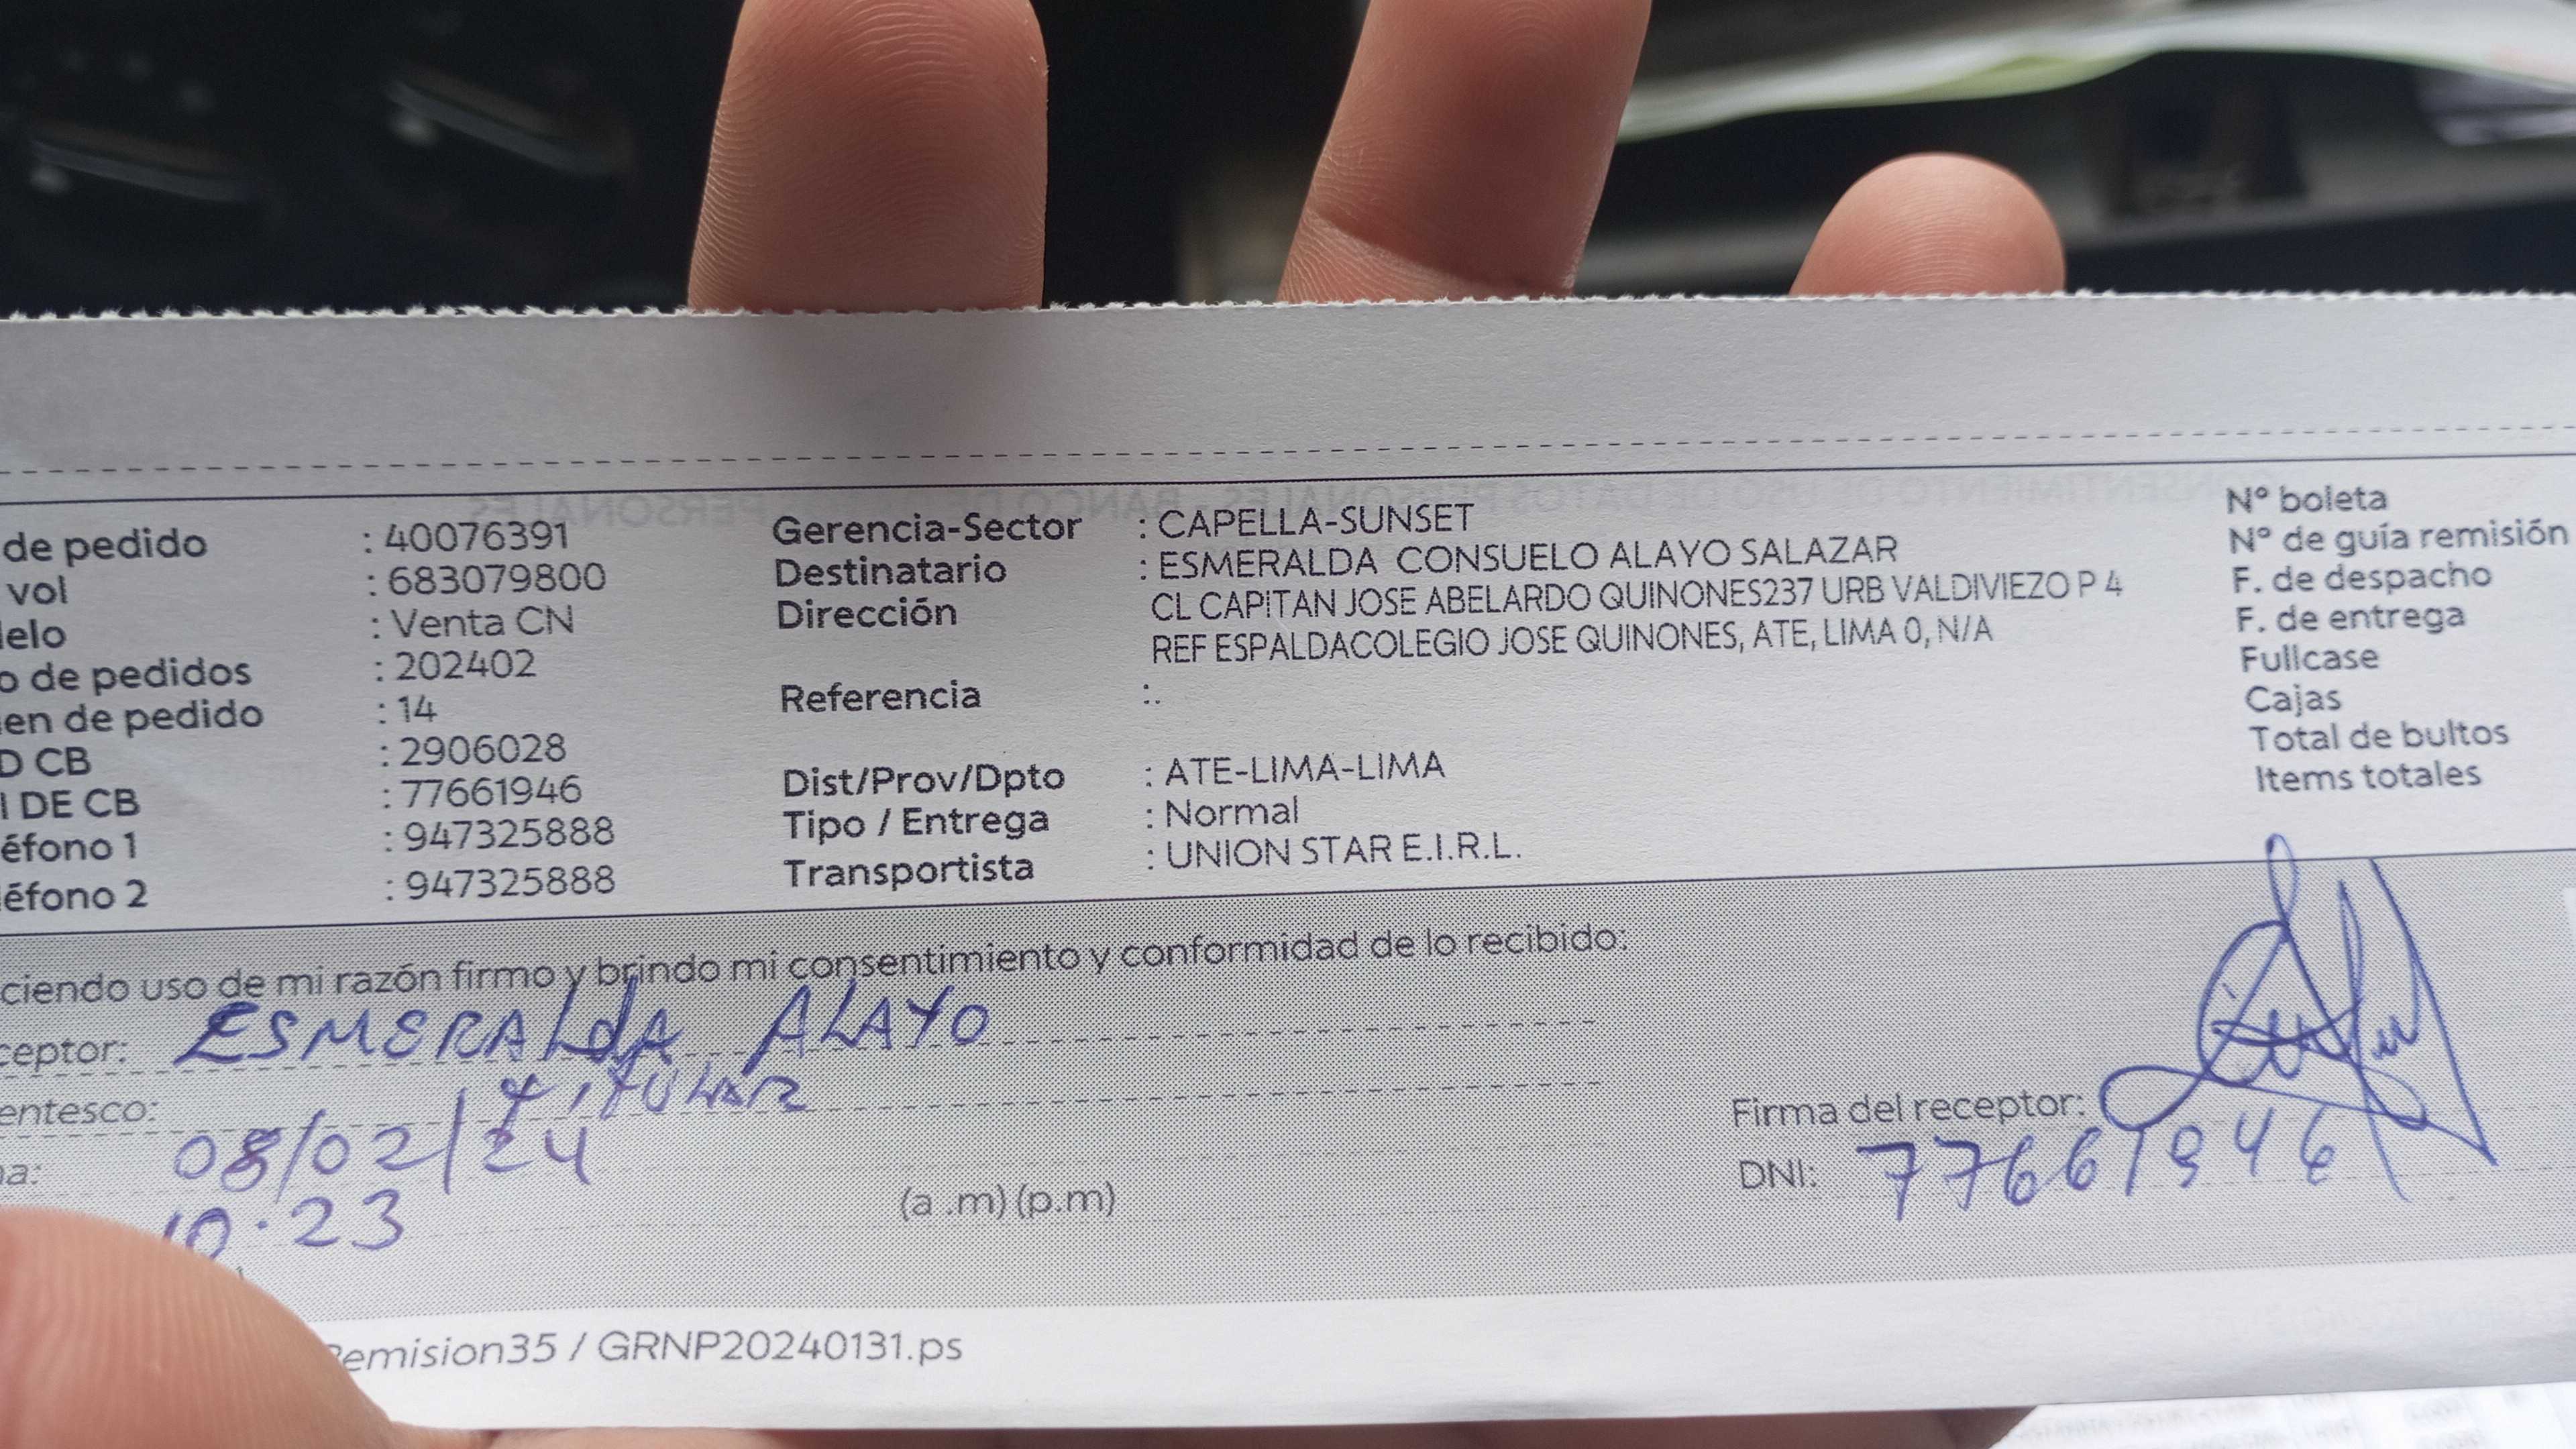 de pedido : 40076391
vol : 683079800
delo : Venta CN
o de pedidos : 202402
en de pedido : 14
D CB : 2906028
I DE CB : 77661946
éfono 1 : 947325888
éfono 2 : 947325888
Gerencia-Sector : CAPELLA-SUNSET
Destinatario : ESMERALDA CONSUELO ALAYO SALAZAR
Dirección CL CAPITAN JOSE ABELARDO QUINONES237 URB VALDIVIEZO P 4
REF ESPALDACOLEGIO JOSE QUINONES, ATE, LIMA 0, N/A
Referencia :.
Dist/Prov/Dpto : ATE-LIMA-LIMA
Tipo / Entrega : Normal
Transportista : UNION STAR E.I.R.L.
N° boleta
N° de guía remisión
F. de despacho
F. de entrega
Fullcase
Cajas
Total de bultos
Items totales
ciendo uso de mi razón firmo y brindo mi consentimiento y conformidad de lo recibido:
ceptor: ESMERALdA ALAYO
entesco: TITULAR
a: 08/02/24
10:23 (a .m) (p.m)
Firma del receptor:
DNI: 77661946
Remision35 / GRNP20240131.ps